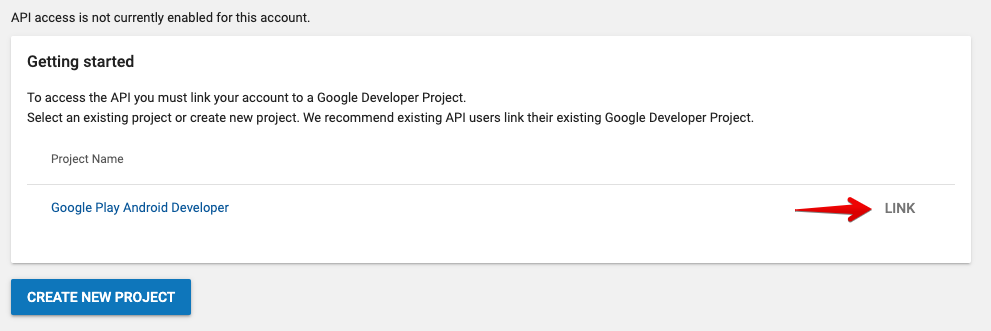 API access is not currently enabled for this account.
Getting started
To access the API you must link your account to a Google Developer Project.
Select an existing project or create new project. We recommend existing API users link their existing Google Developer Project.
Project Name
Google Play Android Developer
LINK
CREATE NEW PROJECT